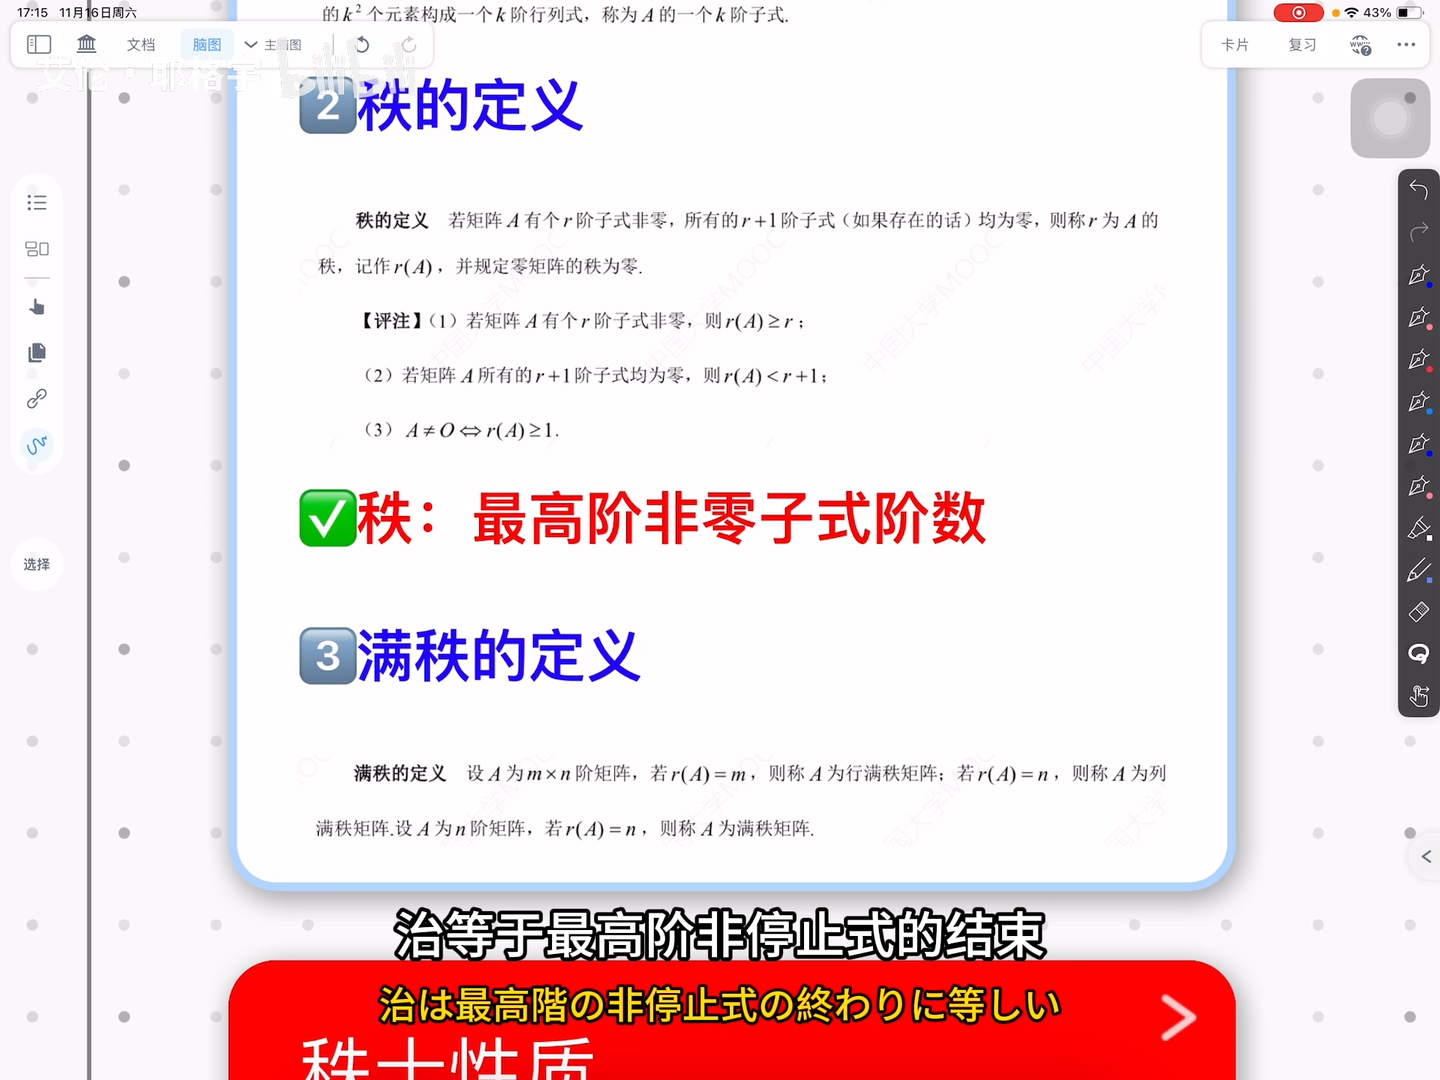 17:15 11月16日周六
43%
的k²个元素构成一个k阶行列式，称为A的一个k阶子式.
文档 脑图 主脑图
卡片 复习
艾伦·耶格宇 bilibili
2秩的定义
秩的定义 若矩阵A有个r阶子式非零，所有的r+1阶子式（如果存在的话）均为零，则称r为A的
秩，记作r(A)，并规定零矩阵的秩为零.
【评注】（1）若矩阵A有个r阶子式非零，则r(A)≥r；
（2）若矩阵A所有的r+1阶子式均为零，则r(A)<r+1；
（3）A≠O⇔r(A)≥1.
✅秩：最高阶非零子式阶数
选择
3满秩的定义
满秩的定义 设A为m×n阶矩阵，若r(A)=m，则称A为行满秩矩阵；若r(A)=n，则称A为列
满秩矩阵.设A为n阶矩阵，若r(A)=n，则称A为满秩矩阵.
治等于最高阶非停止式的结束
治は最高階の非停止式の終わりに等しい
秩十性质